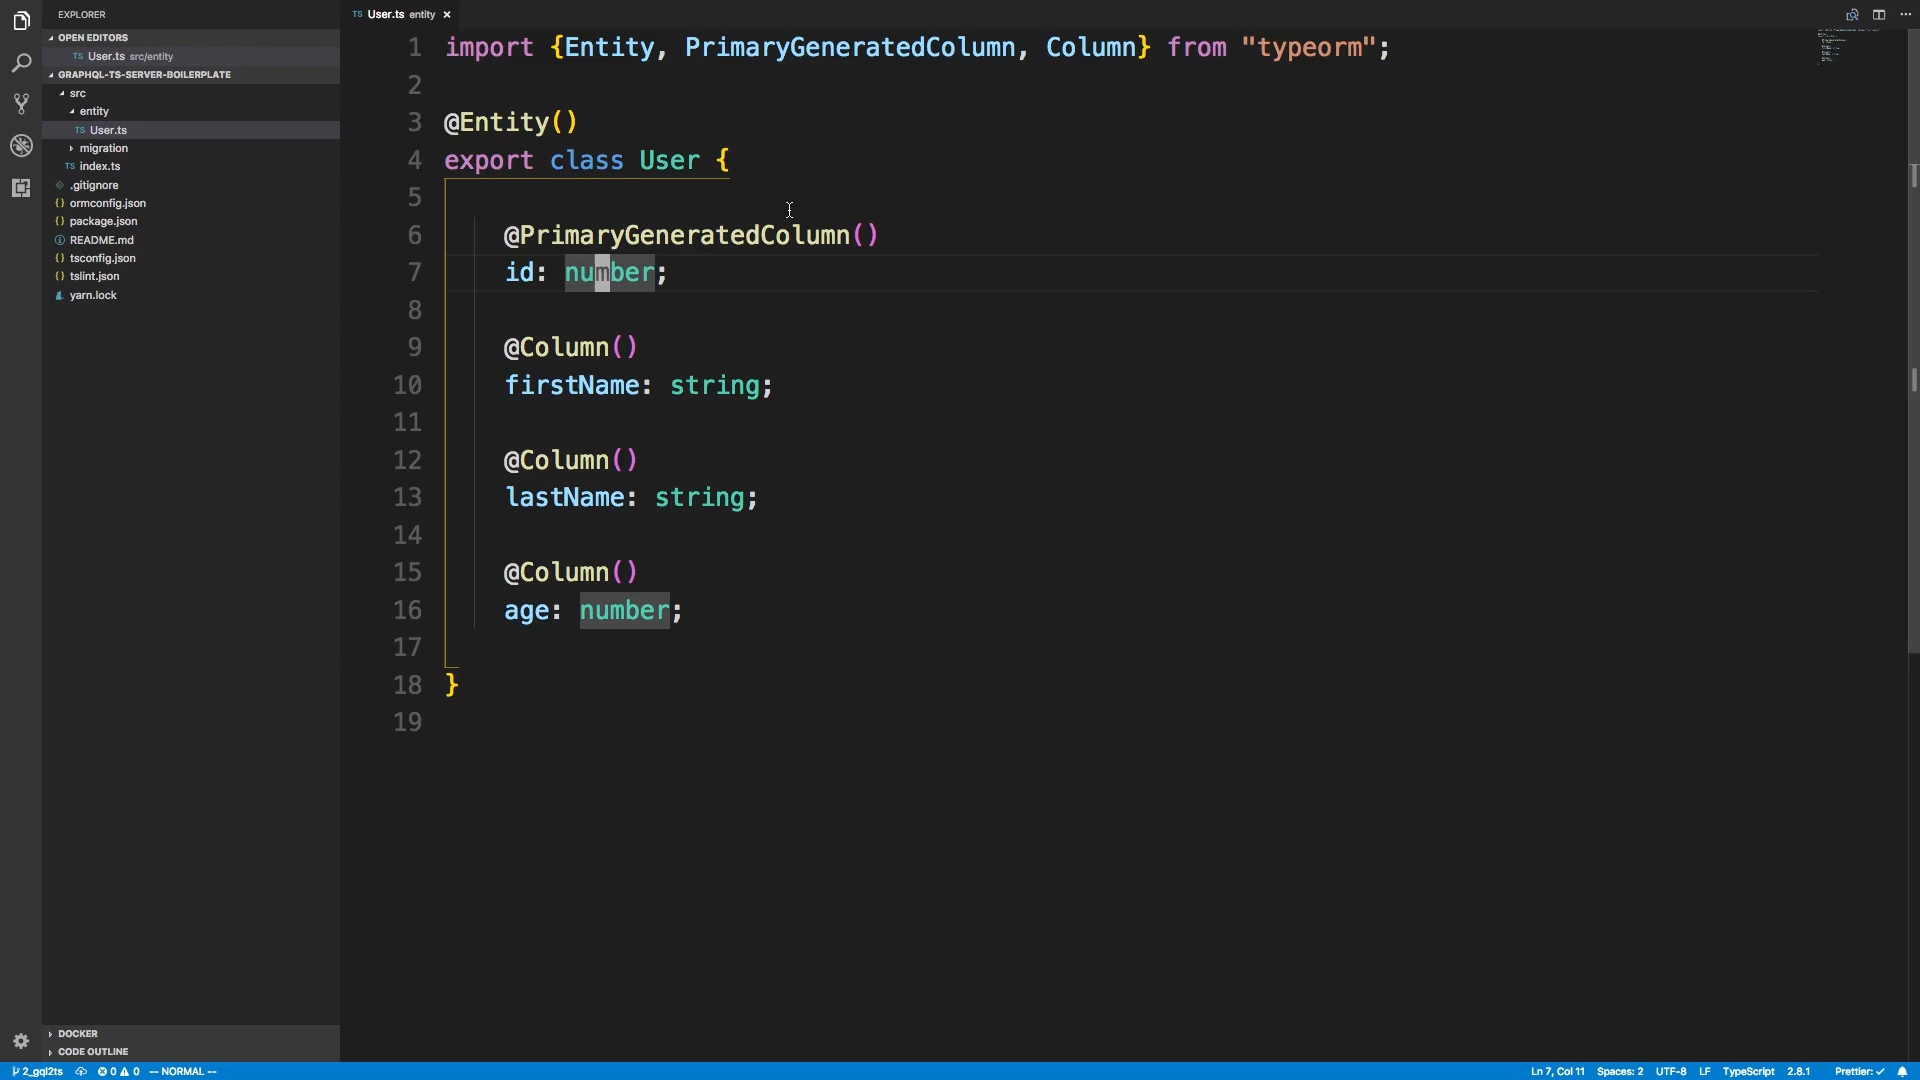 EXPLORER
OPEN EDITORS
TS User.ts src/entity
GRAPHQL-TS-SERVER-BOILERPLATE
src
entity
TS User.ts
migration
TS index.ts
.gitignore
{} ormconfig.json
{} package.json
README.md
{} tsconfig.json
{} tslint.json
yarn.lock
DOCKER
CODE OUTLINE
TS User.ts entity ×
1 import {Entity, PrimaryGeneratedColumn, Column} from "typeorm";
2
3 @Entity()
4 export class User {
5
6 @PrimaryGeneratedColumn()
7 id: number;
8
9 @Column()
10 firstName: string;
11
12 @Column()
13 lastName: string;
14
15 @Column()
16 age: number;
17
18 }
19
2_gql2ts 0 0 -- NORMAL -- Ln 7, Col 11 Spaces: 2 UTF-8 LF TypeScript 2.8.1 Prettier: ✓